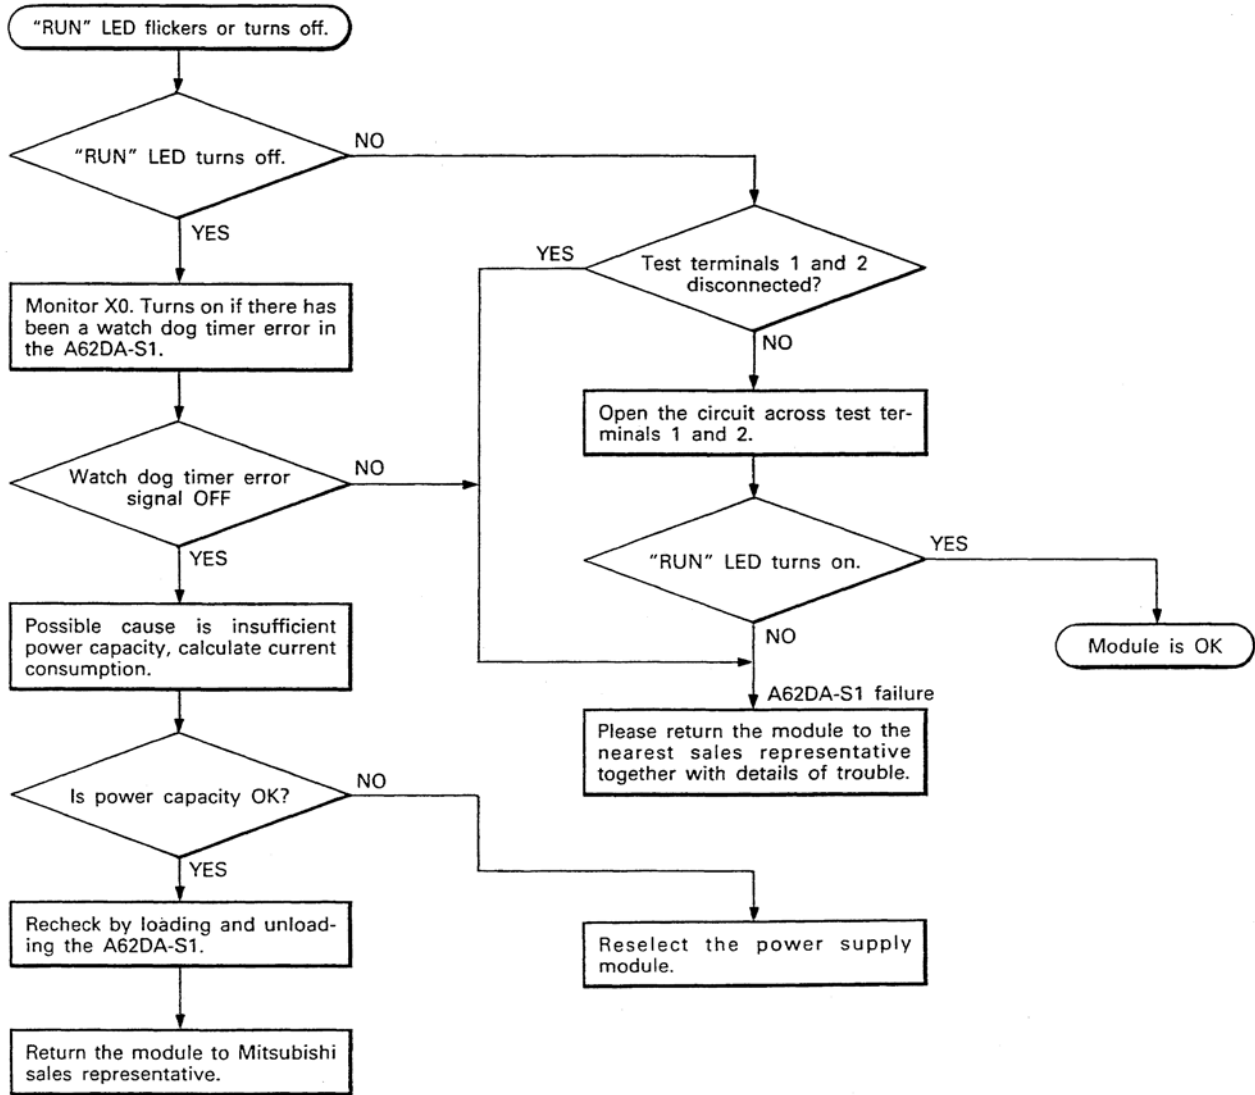 “RUN” LED flickers or turns off.
“RUN” LED turns off.
NO
YES
Monitor X0. Turns on if there has
been a watch dog timer error in
the A62DA-S1.
Watch dog timer error
signal OFF
NO
YES
Possible cause is insufficient
power capacity, calculate current
consumption.
Is power capacity OK?
NO
YES
Recheck by loading and unload-
ing the A62DA-S1.
Return the module to Mitsubishi
sales representative.
Test terminals 1 and 2
disconnected?
YES
NO
Open the circuit across test ter-
minals 1 and 2.
“RUN” LED turns on.
YES
NO
Module is OK
A62DA-S1 failure
Please return the module to the
nearest sales representative
together with details of trouble.
Reselect the power supply
module.